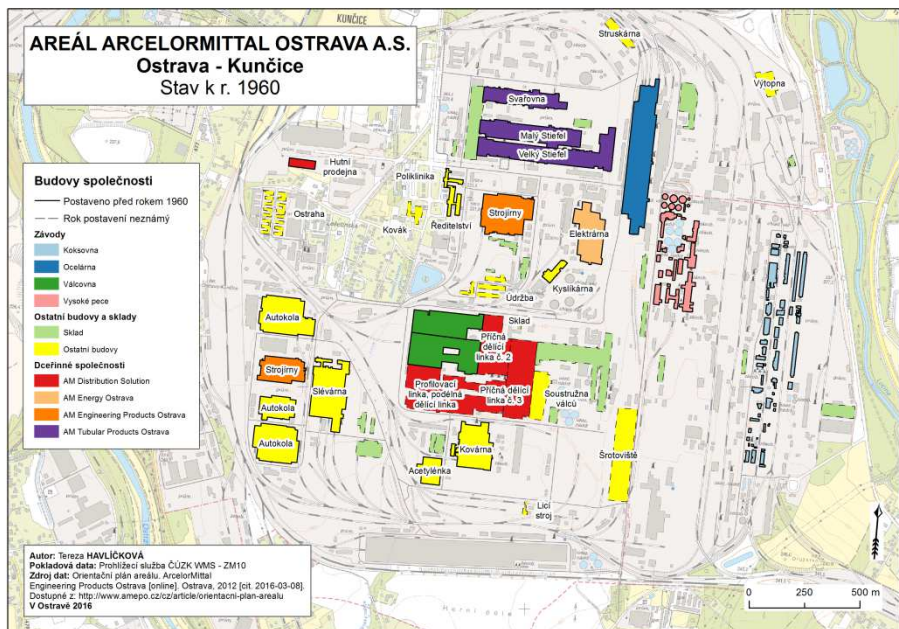 AREÁL ARCELORMITTAL OSTRAVA A.S.
Ostrava - Kunčice
Stav k r. 1960
KUNČICE
Struskárna
Výtopna
Svařovna
Malý Stiefel
Velký Stiefel
Hutní
prodejna
Poliklinika
Ostraha
Kovák
Ředitelství
Strojírny
Elektrárna
Kyslíkárna
Údržba
Sklad
Autokola
Příčná
dělící
linka č. 2
Strojírny
Slévárna
Profilovací
linka, podélná
dělící linka
Příčná dělící
linka č. 3
Soustružna
válců
Autokola
Autokola
Kovárna
Acetylénka
Šrotoviště
Licí
stroj
Horní datle
Budovy společnosti
Postaveno před rokem 1960
Rok postavení neznámý
Závody
Koksovna
Ocelárna
Válcovna
Vysoké pece
Ostatní budovy a sklady
Sklad
Ostatní budovy
Dceřinné společnosti
AM Distribution Solution
AM Energy Ostrava
AM Engineering Products Ostrava
AM Tubular Products Ostrava
Autor: Tereza HAVLÍČKOVÁ
Pokladová data: Prohlížecí služba ČÚZK WMS - ZM10
Zdroj dat: Orientační plán areálu. ArcelorMittal
Engineering Products Ostrava [online]. Ostrava, 2012 [cit. 2016-03-08].
Dostupné z: http://www.amepo.cz/cz/article/orientacni-plan-arealu
V Ostravě 2016
0 250 500 m